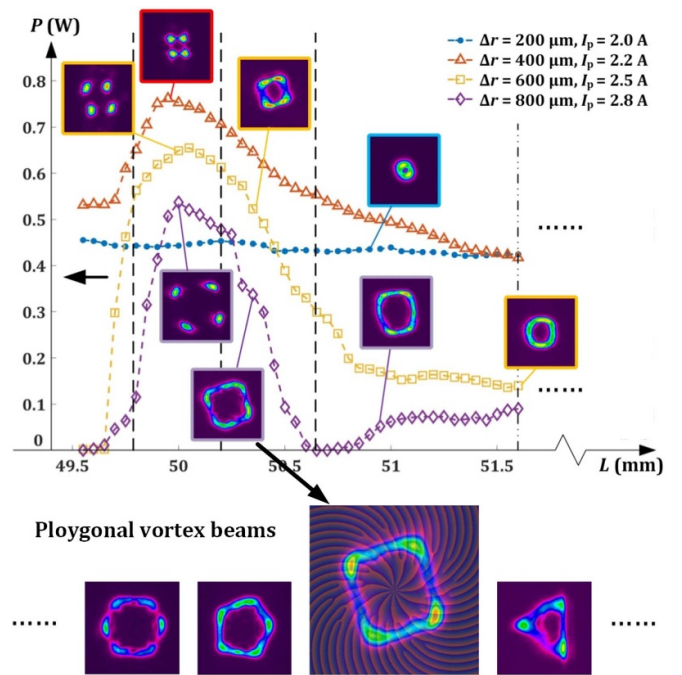 P (W)
Δr = 200 μm, Iₚ = 2.0 A
Δr = 400 μm, Iₚ = 2.2 A
Δr = 600 μm, Iₚ = 2.5 A
Δr = 800 μm, Iₚ = 2.8 A
0.8
0.7
0.6
0.5
0.4
0.3
0.2
0.1
0
49.5 50 50.5 51 51.5 L (mm)
......
......
Ploygonal vortex beams
...... ......